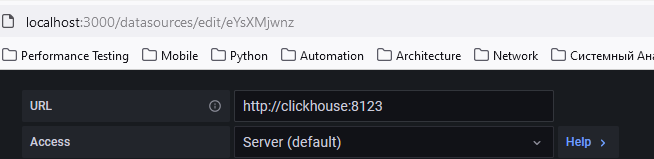 localhost:3000/datasources/edit/eYsXMjwnz
Performance Testing Mobile Python Automation Architecture Network Системный Ана
URL http://clickhouse:8123
Access Server (default) Help >